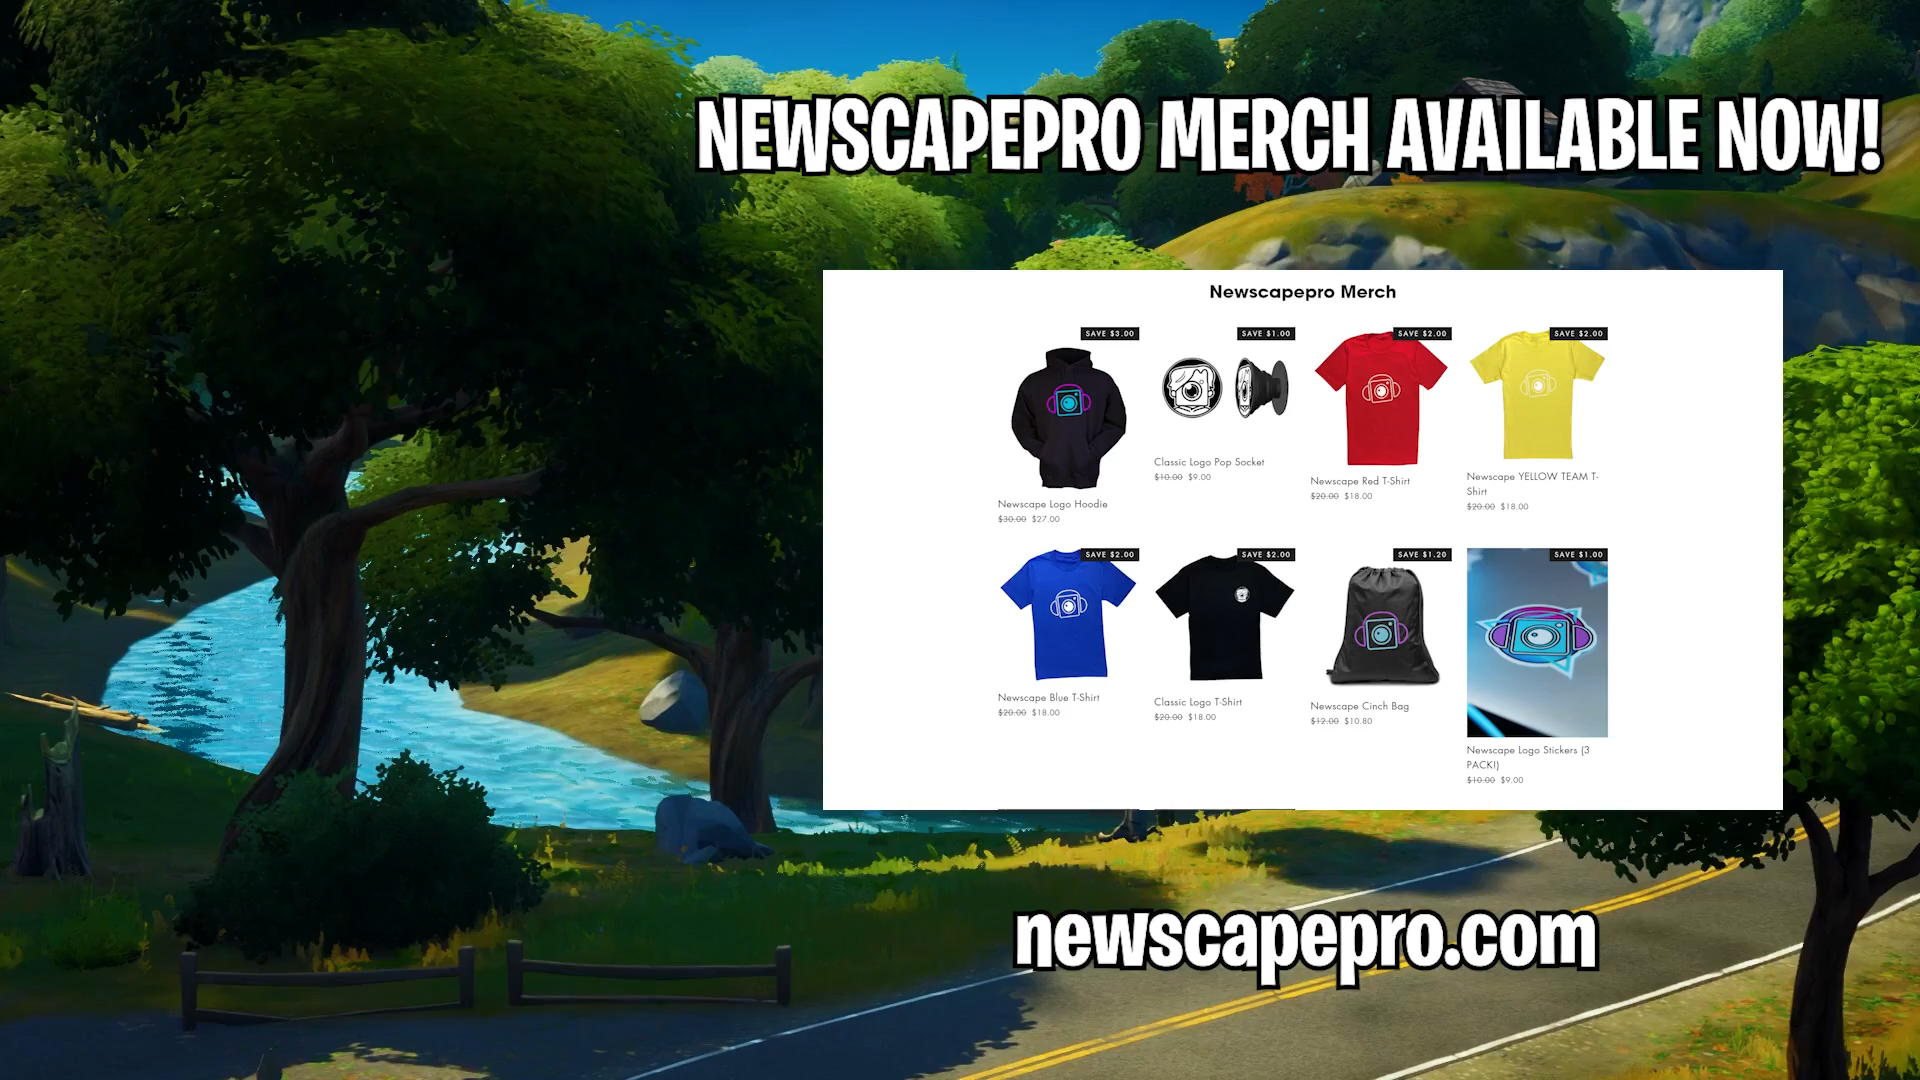 NEWSCAPEPRO MERCH AVAILABLE NOW!
Newscapepro Merch
SAVE $3.00
Newscape Logo Hoodie
$30.00 $27.00
SAVE $1.00
Classic Logo Pop Socket
$10.00 $9.00
SAVE $2.00
Newscape Red T-Shirt
$20.00 $18.00
SAVE $2.00
Newscape YELLOW TEAM T-
Shirt
$20.00 $18.00
SAVE $2.00
Newscape Blue T-Shirt
$20.00 $18.00
SAVE $2.00
Classic Logo T-Shirt
$20.00 $18.00
SAVE $1.20
Newscape Cinch Bag
$12.00 $10.80
SAVE $1.00
Newscape Logo Stickers (3
PACK!)
$10.00 $9.00
newscapepro.com